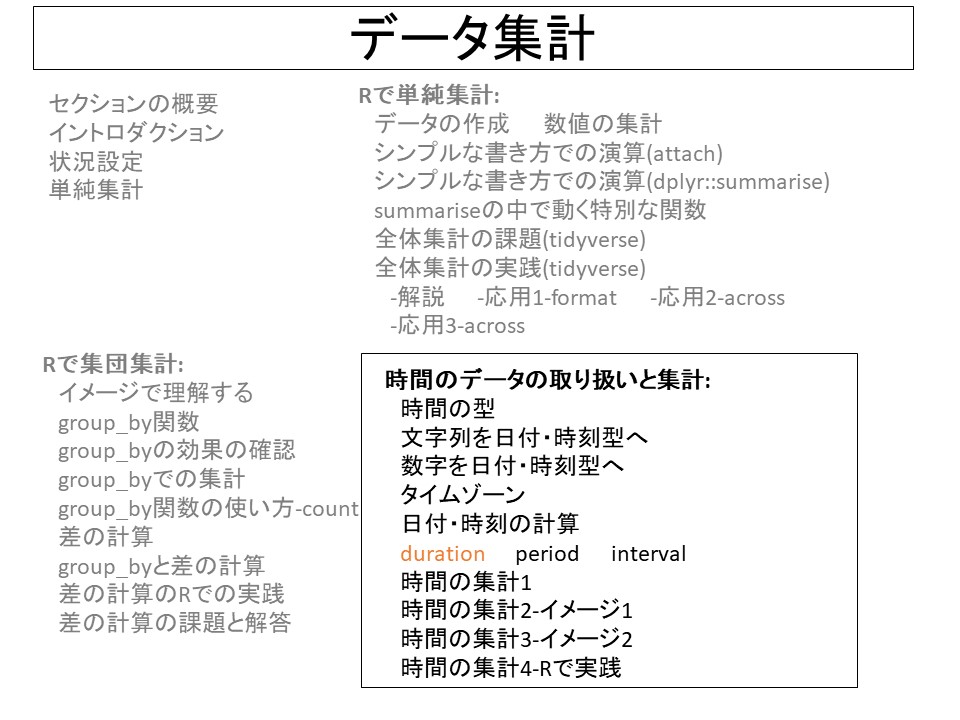 データ集計
セクションの概要
イントロダクション
状況設定
単純集計
Rで単純集計:
データの作成 数値の集計
シンプルな書き方での演算(attach)
シンプルな書き方での演算(dplyr::summarise)
summariseの中で動く特別な関数
全体集計の課題(tidyverse)
全体集計の実践(tidyverse)
-解説 -応用1-format -応用2-across
-応用3-across
Rで集団集計:
イメージで理解する
group_by関数
group_byの効果の確認
group_byでの集計
group_by関数の使い方-count
差の計算
group_byと差の計算
差の計算のRでの実践
差の計算の課題と解答
時間のデータの取り扱いと集計:
時間の型
文字列を日付・時刻型へ
数字を日付・時刻型へ
タイムゾーン
日付・時刻の計算
duration period interval
時間の集計1
時間の集計2-イメージ1
時間の集計3-イメージ2
時間の集計4-Rで実践